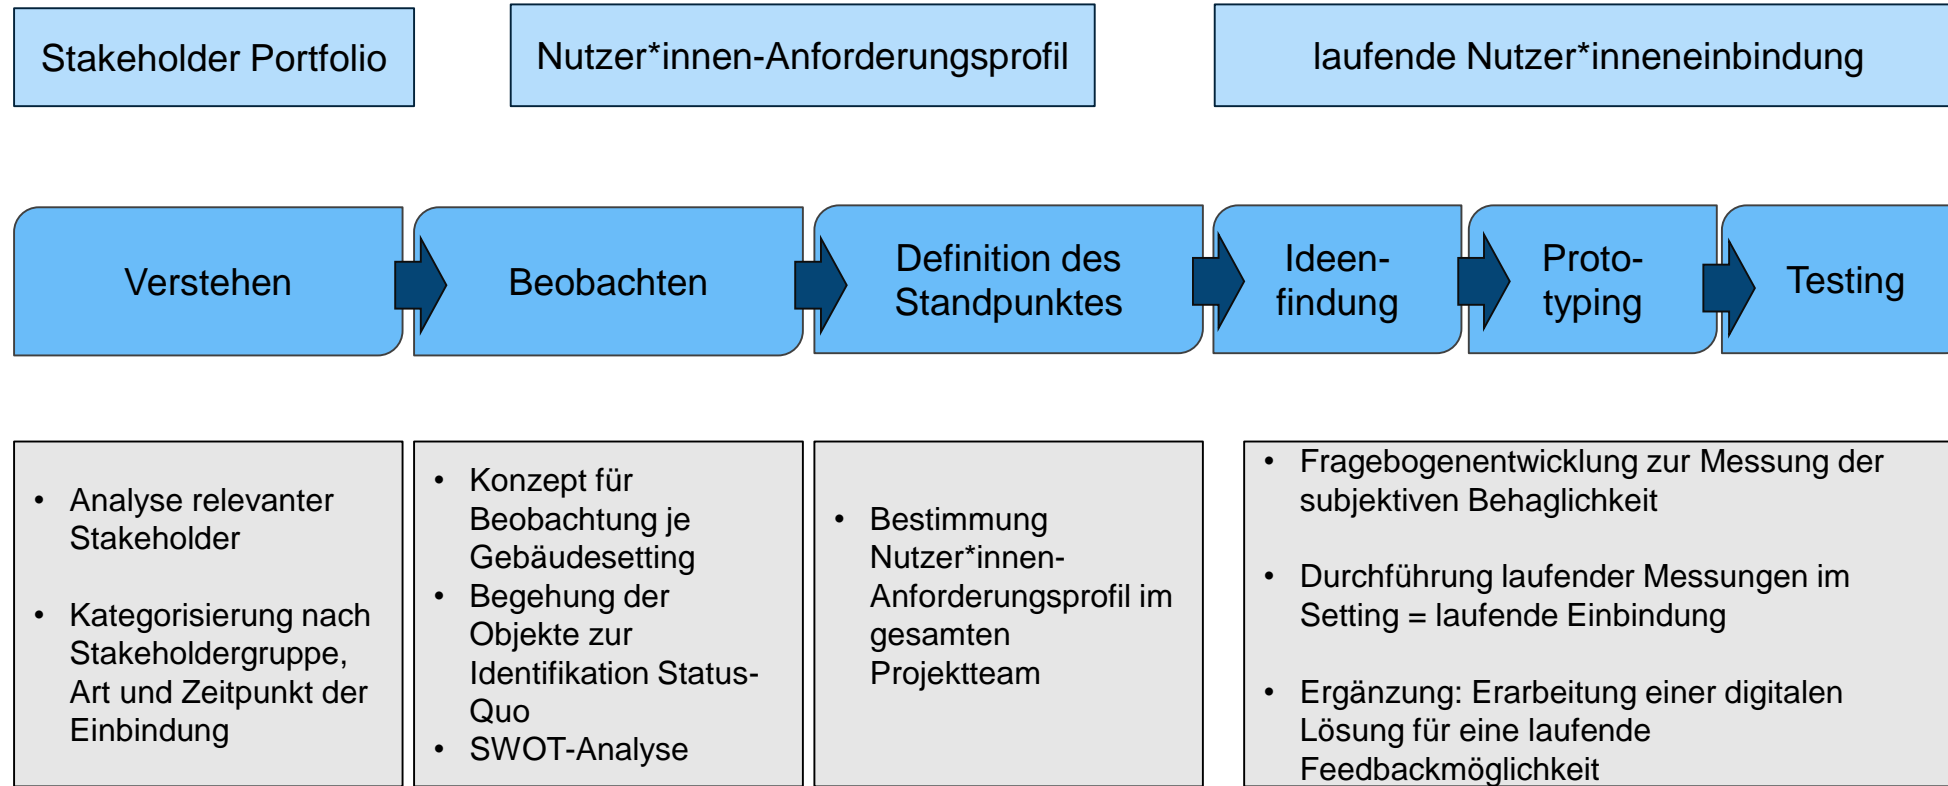 Stakeholder Portfolio
Nutzer*innen-Anforderungsprofil
laufende Nutzer*inneneinbindung
Verstehen
Beobachten
Definition des
Standpunktes
Ideen-
findung
Proto-
typing
Testing
• Analyse relevanter
Stakeholder
• Kategorisierung nach
Stakeholdergruppe,
Art und Zeitpunkt der
Einbindung
• Konzept für
Beobachtung je
Gebäudesetting
• Begehung der
Objekte zur
Identifikation Status-
Quo
• SWOT-Analyse
• Bestimmung
Nutzer*innen-
Anforderungsprofil im
gesamten
Projektteam
• Fragebogenentwicklung zur Messung der
subjektiven Behaglichkeit
• Durchführung laufender Messungen im
Setting = laufende Einbindung
• Ergänzung: Erarbeitung einer digitalen
Lösung für eine laufende
Feedbackmöglichkeit